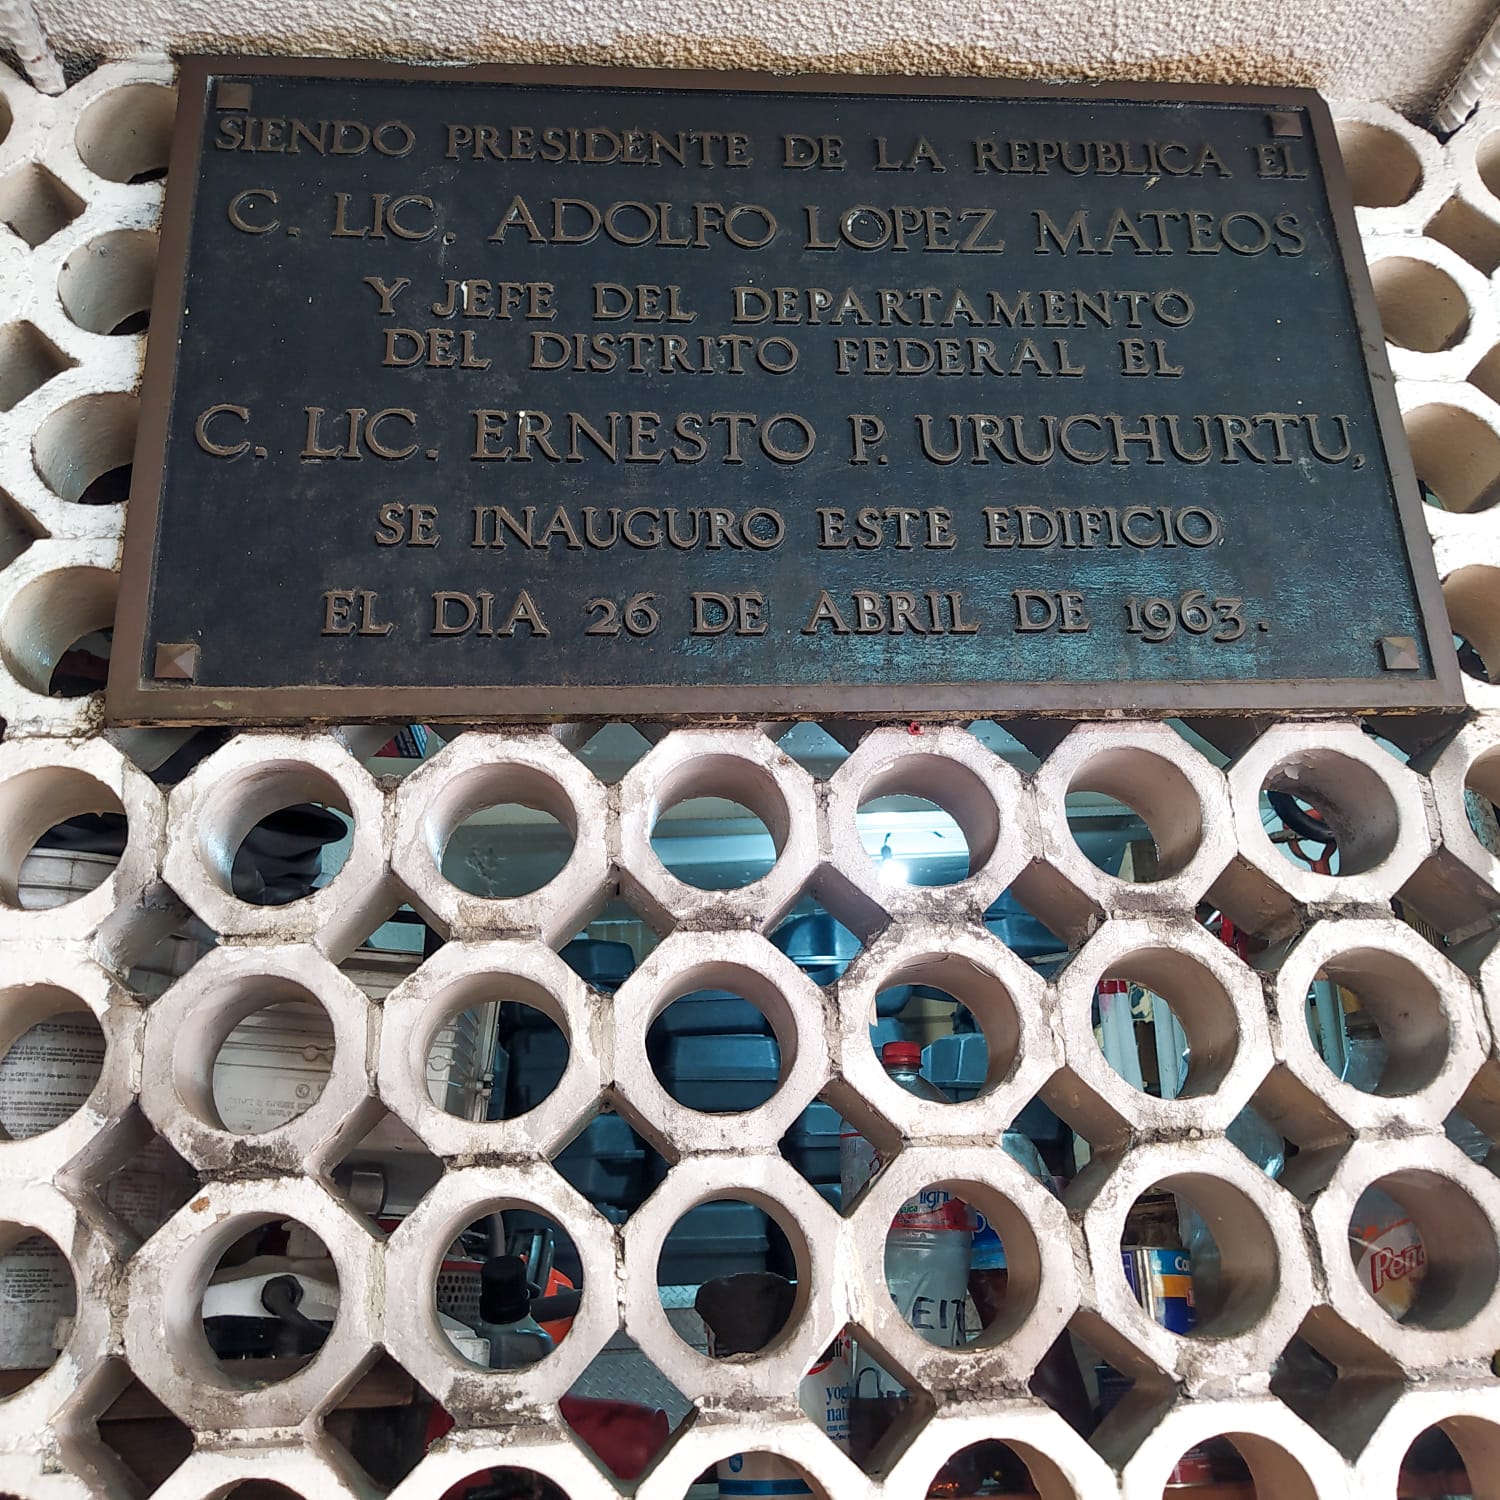 SIENDO PRESIDENTE DE LA REPUBLICA EL
C. LIC. ADOLFO LOPEZ MATEOS
Y JEFE DEL DEPARTAMENTO
DEL DISTRITO FEDERAL EL
C. LIC. ERNESTO P. URUCHURTU,
SE INAUGURO ESTE EDIFICIO
EL DIA 26 DE ABRIL DE 1963.
light